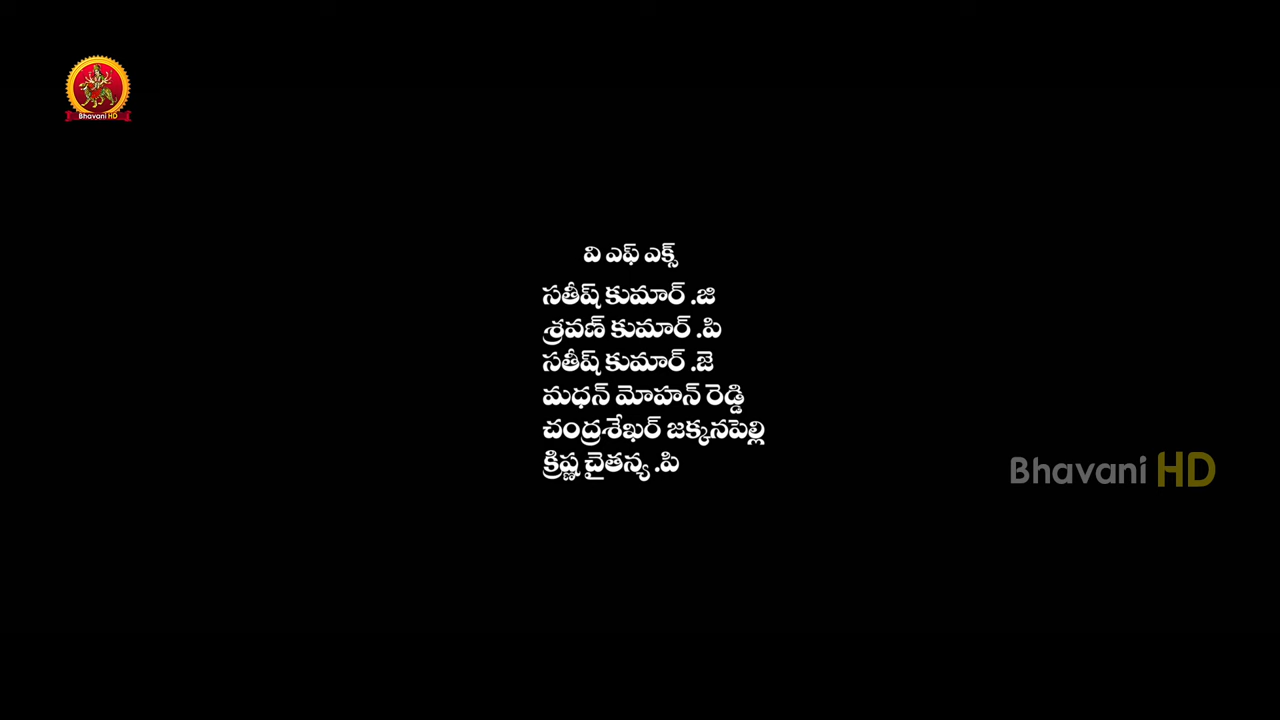 Bhavani HD
వి ఎఫ్ ఎక్స్
సతీష్ కుమార్ .జి
శ్రవణ్ కుమార్ .పి
సతీష్ కుమార్ .జె
మధన్ మోహన్ రెడ్డి
చంద్రశేఖర్ జక్కనపెల్లి
క్రిష్ణ చైతన్య .పి
Bhavani HD